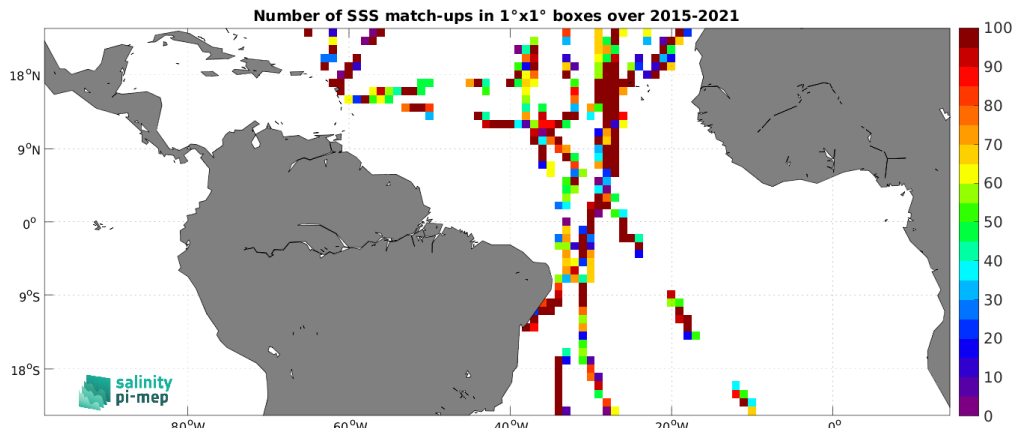 Number of SSS match-ups in 1°x1° boxes over 2015-2021
100
90
80
70
60
50
40
30
20
10
0
18°N
9°N
0°
9°S
18°S
80°W
60°W
40°W
20°W
0°
salinity
pi-mep